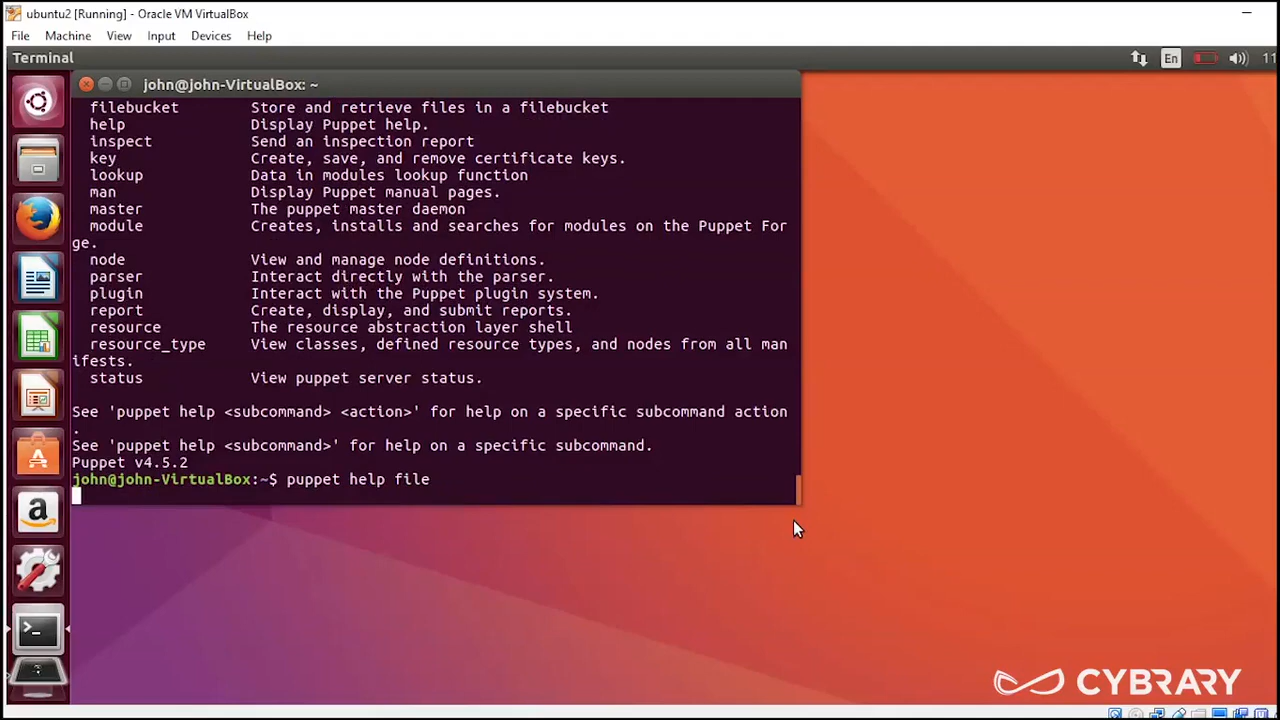 ubuntu2 [Running] - Oracle VM VirtualBox
File Machine View Input Devices Help
Terminal
En
11
john@john-VirtualBox: ~
filebucket Store and retrieve files in a filebucket
help Display Puppet help.
inspect Send an inspection report
key Create, save, and remove certificate keys.
lookup Data in modules lookup function
man Display Puppet manual pages.
master The puppet master daemon
module Creates, installs and searches for modules on the Puppet For
ge.
node View and manage node definitions.
parser Interact directly with the parser.
plugin Interact with the Puppet plugin system.
report Create, display, and submit reports.
resource The resource abstraction layer shell
resource_type View classes, defined resource types, and nodes from all man
ifests.
status View puppet server status.
See 'puppet help <subcommand> <action>' for help on a specific subcommand action
.
See 'puppet help <subcommand>' for help on a specific subcommand.
Puppet v4.5.2
john@john-VirtualBox:~$ puppet help file
CYBRARY